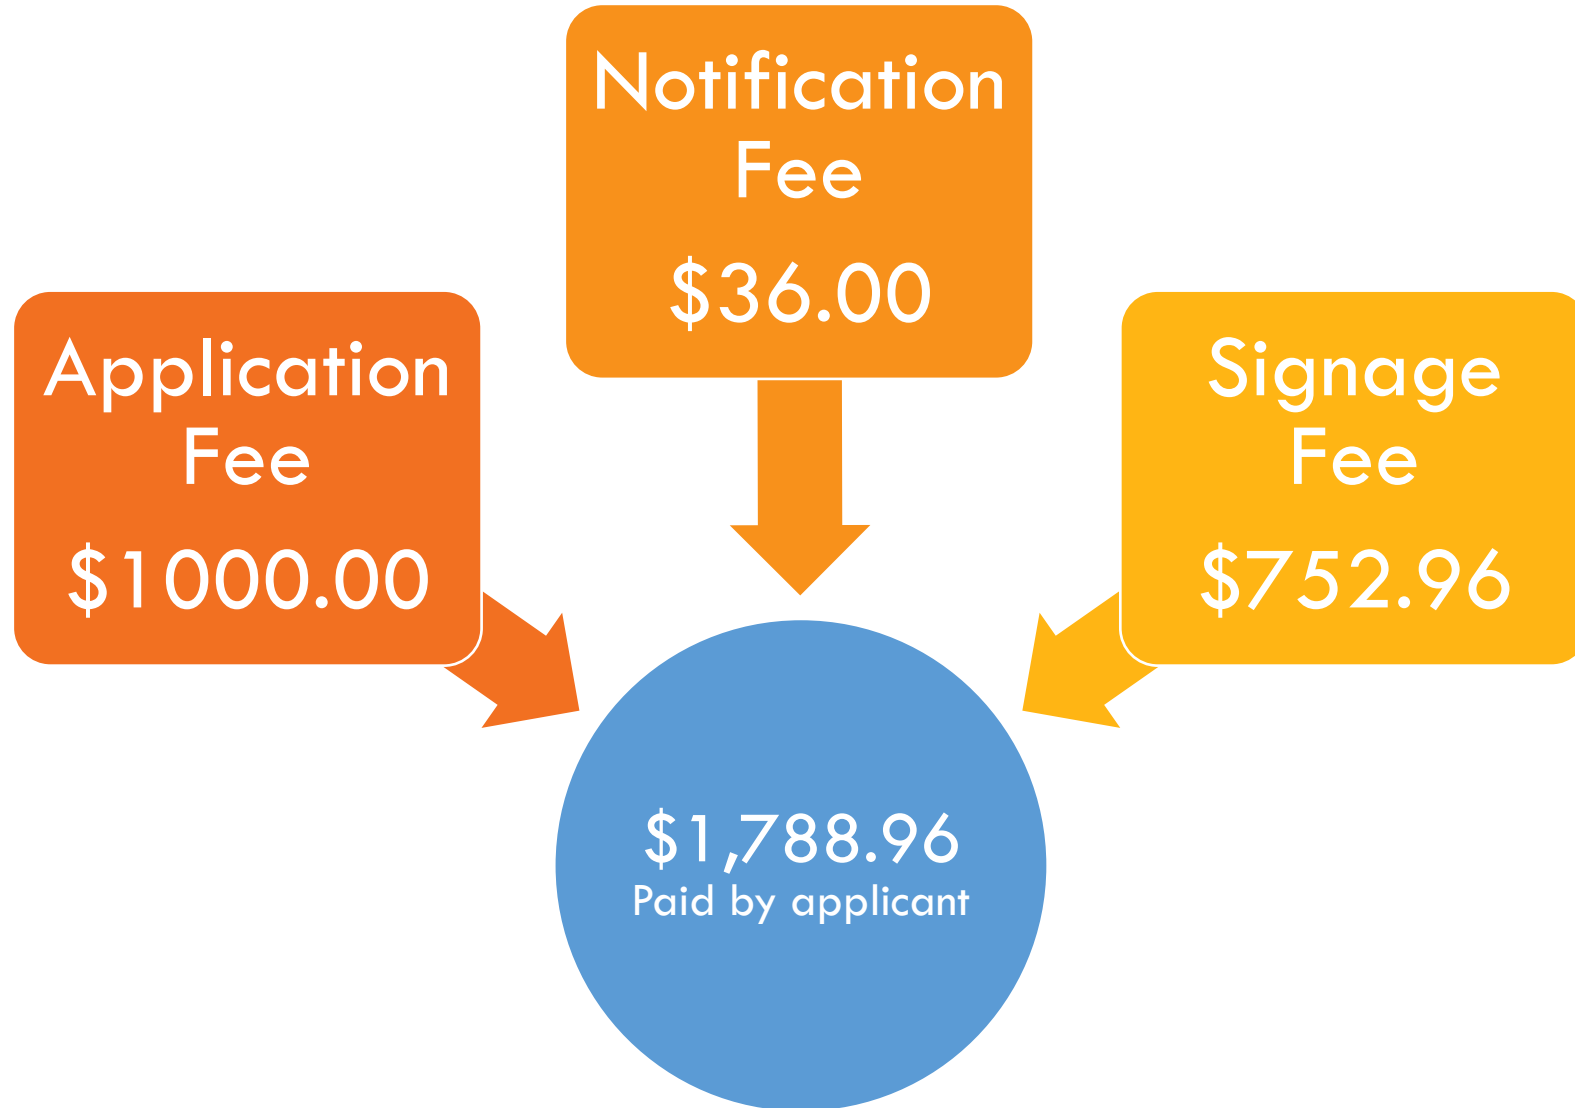 Notification
Fee
$36.00
Application
Fee
$1000.00
Signage
Fee
$752.96
$1,788.96
Paid by applicant